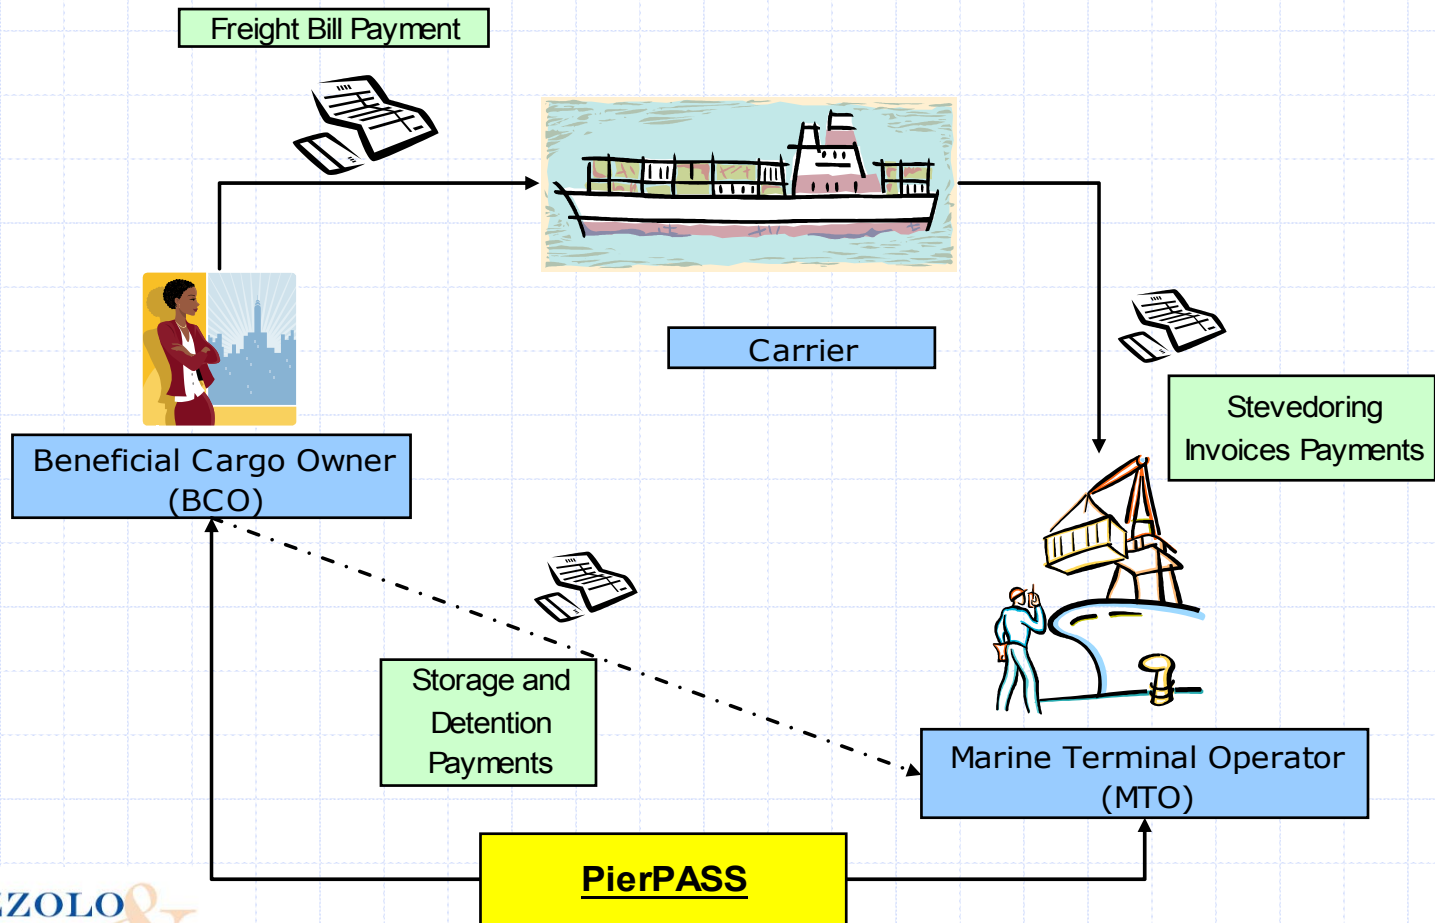 Freight Bill Payment
Carrier
Stevedoring
Invoices Payments
Beneficial Cargo Owner
(BCO)
Storage and
Detention
Payments
Marine Terminal Operator
(MTO)
PierPASS
ZZOLO&